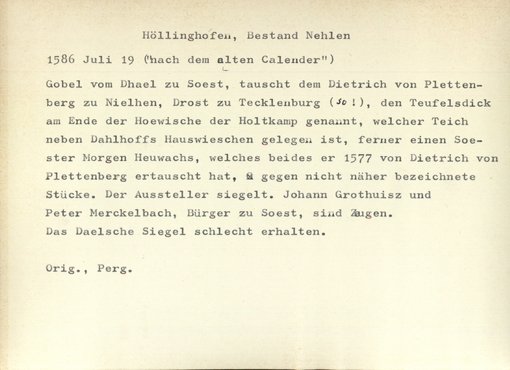 Höllinghofen, Bestand Nehlen
1586 Juli 19 ("nach dem alten Calender")
Gobel vom Dhael zu Soest, tauscht dem Dietrich von Pletten-
berg zu Nielhen, Drost zu Tecklenburg (so!), den Teufelsdick
am Ende der Hoewische der Holtkamp genannt, welcher Teich
neben Dahlhoffs Hauswieschen gelegen ist, ferner einen Soe-
ster Morgen Heuwachs, welches beides er 1577 von Dietrich von
Plettenberg ertauscht hat, gegen nicht näher bezeichnete
Stücke. Der Aussteller siegelt. Johann Grothuisz und
Peter Merckelbach, Bürger zu Soest, sind Zeugen.
Das Daelsche Siegel schlecht erhalten.
Orig., Perg.